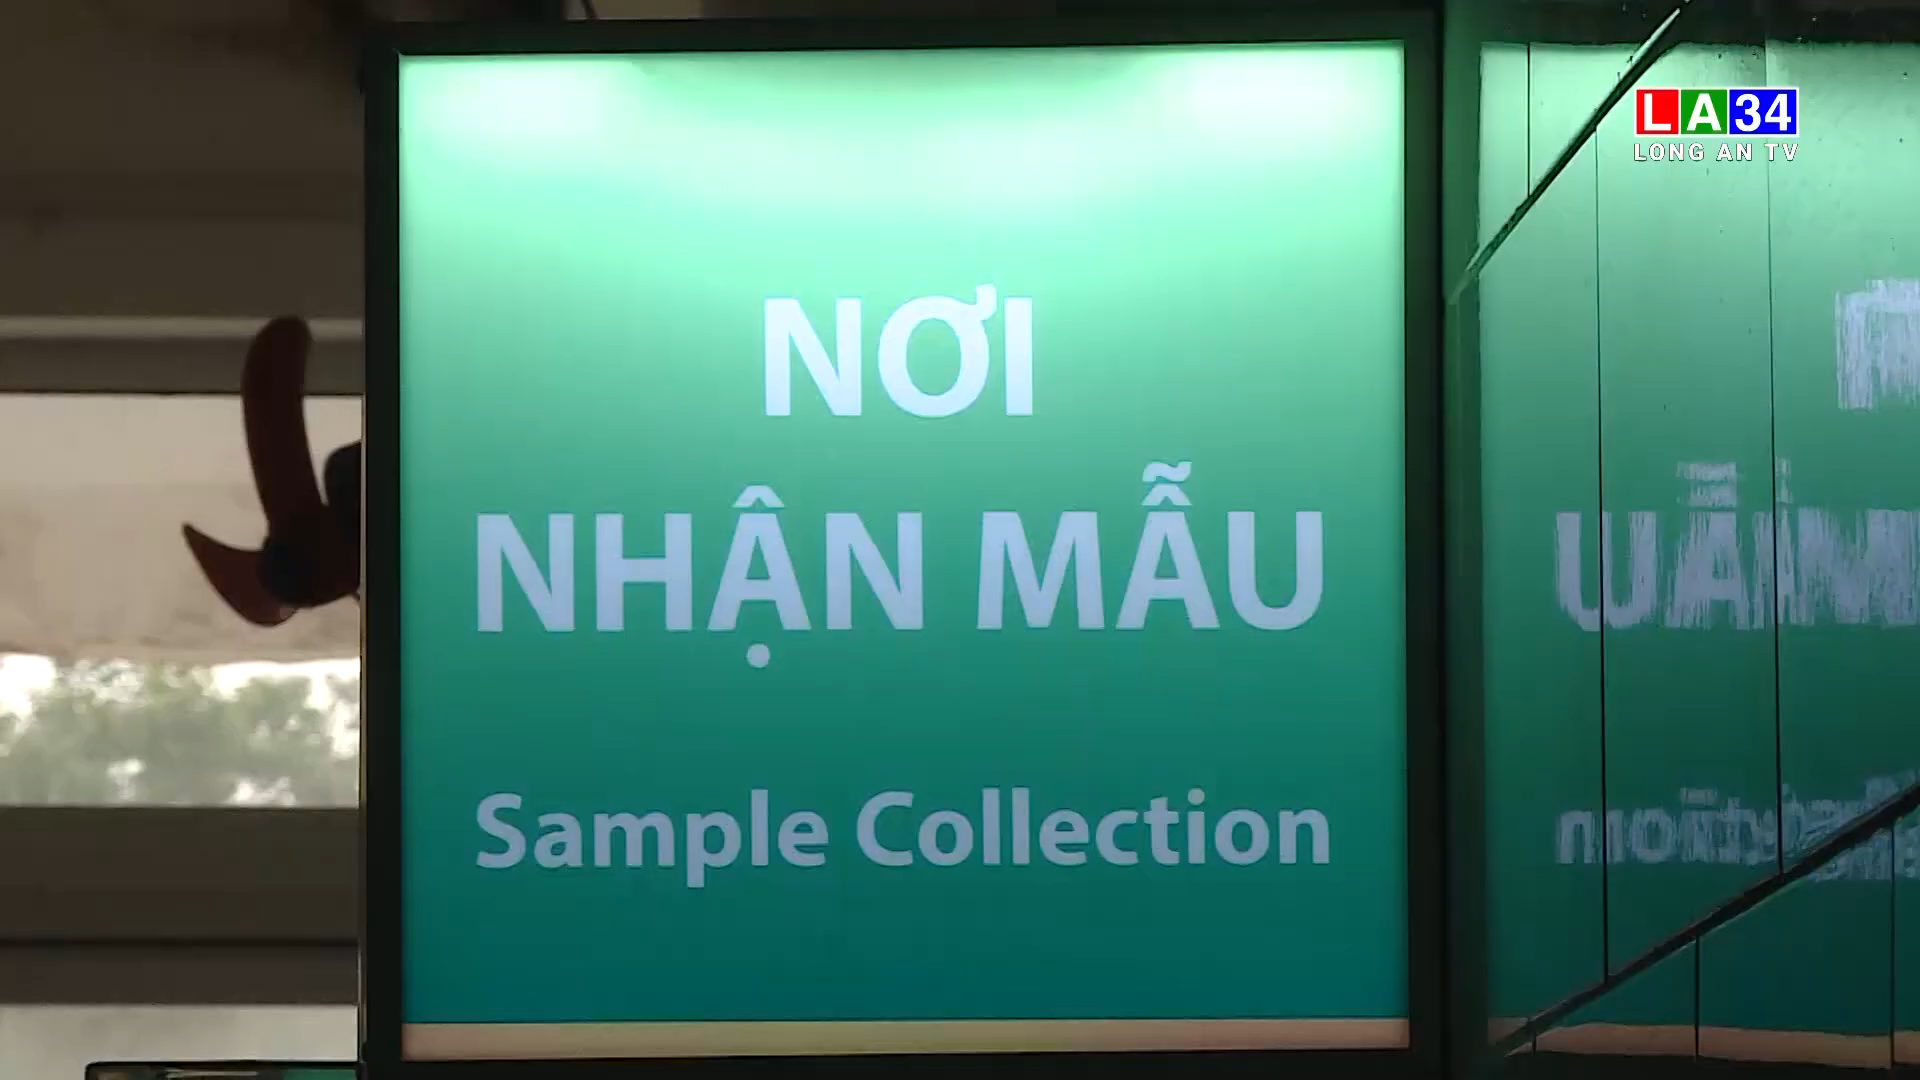 LA34
LONG AN TV
NƠI
NHẬN MẪU
Sample Collection